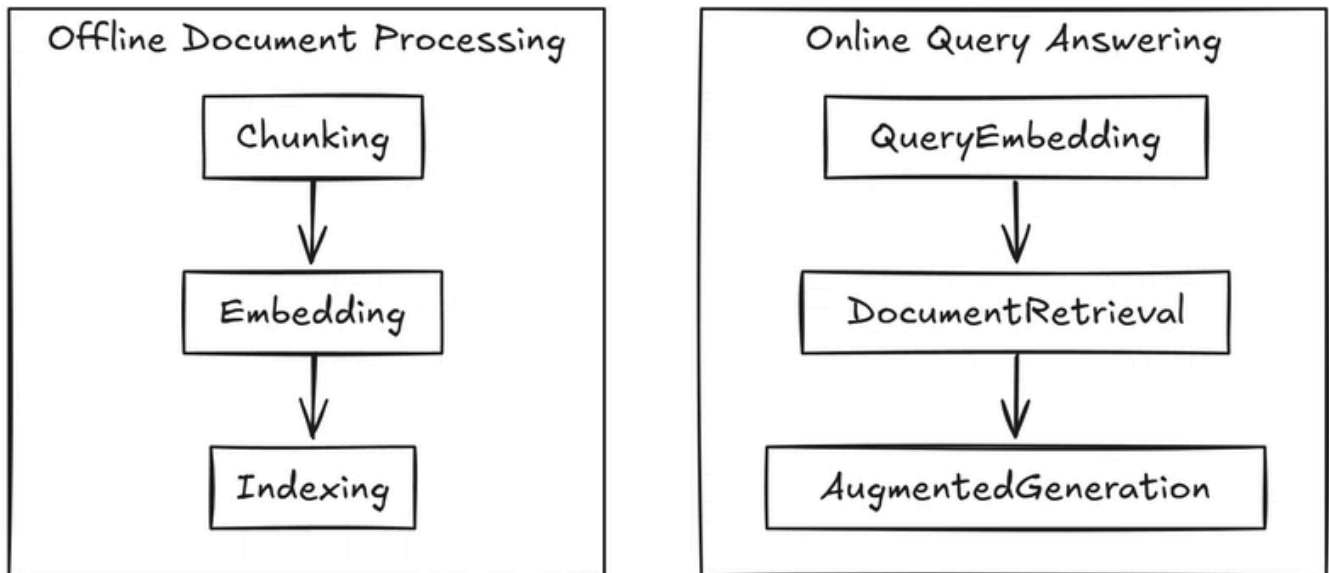 Offline Document Processing
Chunking
Embedding
Indexing
Online Query Answering
QueryEmbedding
DocumentRetrieval
AugmentedGeneration